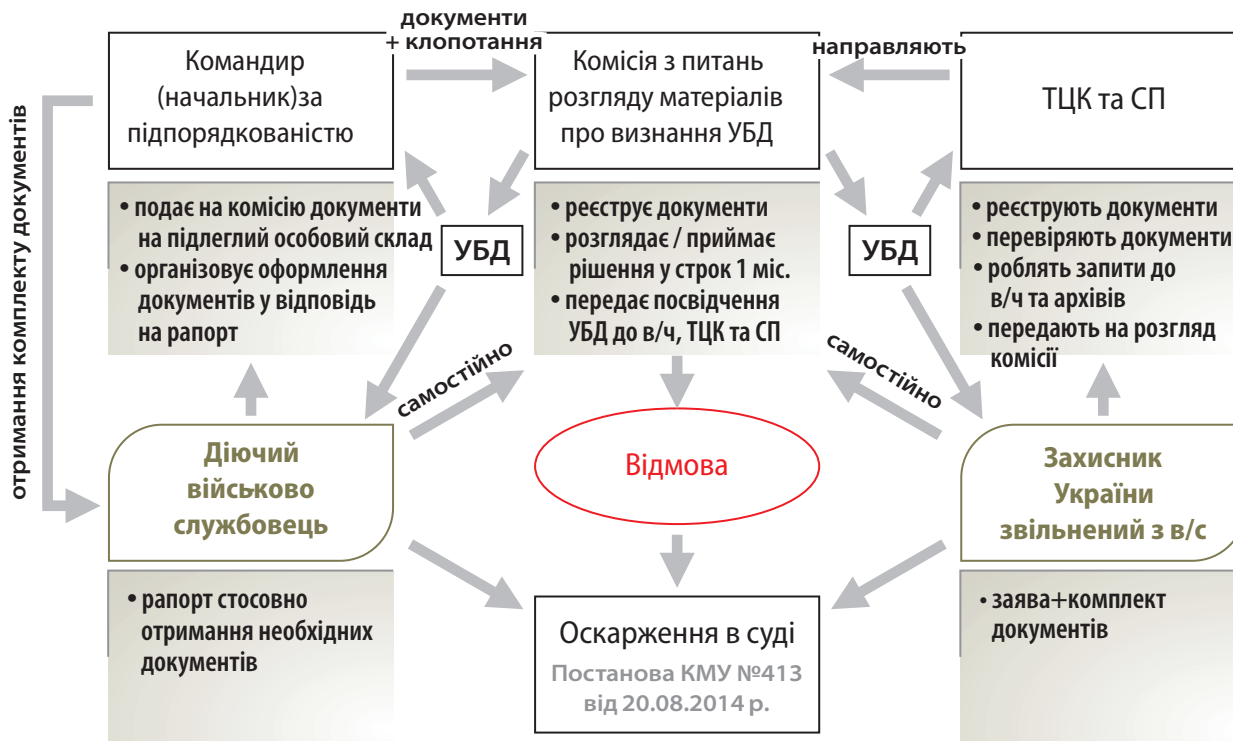 документи
+ клопотання
направляють
Командир
(начальник)за
підпорядкованістю
Комісія з питань
розгляду матеріалів
про визнання УБД
ТЦК та СП
отримання комплекту документів
• подає на комісію документи
на підлеглий особовий склад
• організовує оформлення
документів у відповідь
на рапорт
УБД
• реєструє документи
• розглядає / приймає
рішення у строк 1 міс.
• передає посвідчення
УБД до в/ч, ТЦК та СП
УБД
• реєструють документи
• перевіряють документи
• роблять запити до
в/ч та архівів
• передають на розгляд
комісії
самостійно
самостійно
Діючий
військово
службовець
Відмова
Захисник
України
звільнений з в/с
• рапорт стосовно
отримання необхідних
документів
Оскарження в суді
Постанова КМУ №413
від 20.08.2014 р.
• заява+комплект
документів